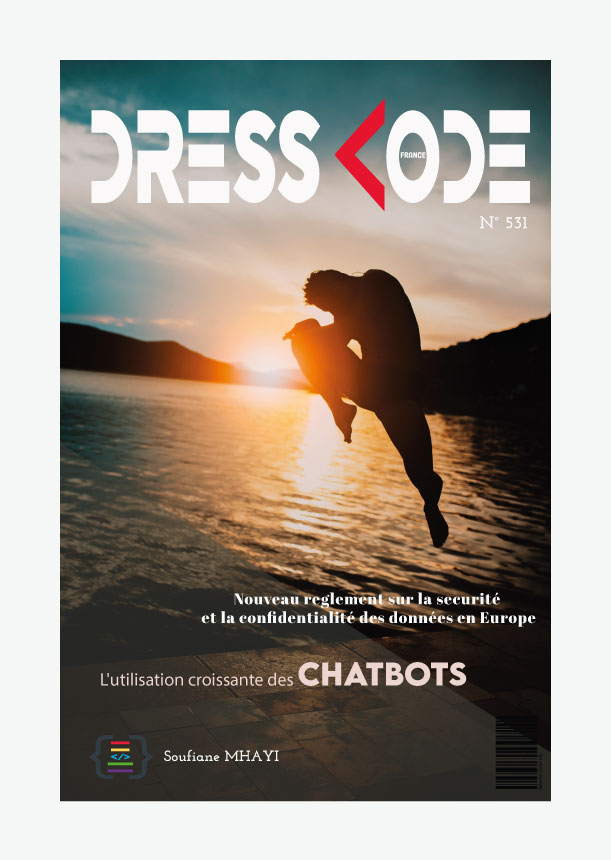 DRESS CODE
FRANCE
N° 531
Nouveau reglement sur la securité
et la confidentialité des données en Europe
L'utilisation croissante des CHATBOTS
</>
Soufiane MHAYI